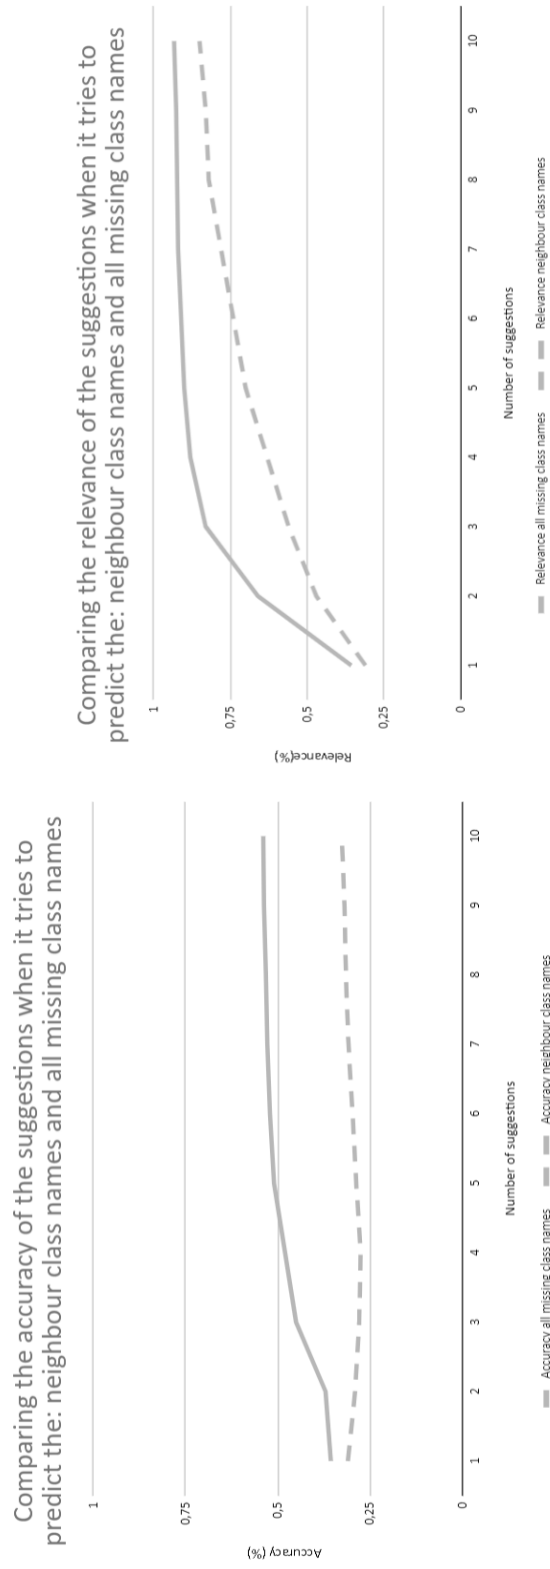 Comparing the accuracy of the suggestions when it tries to
predict the: neighbour class names and all missing class names
1
0,75
0,5
0,25
0
Accuracy (%)
1 2 3 4 5 6 7 8 9 10
Number of suggestions
Accuracy all missing class names Accuracy neighbour class names
Comparing the relevance of the suggestions when it tries to
predict the: neighbour class names and all missing class names
1
0,75
0,5
0,25
0
Relevance(%)
1 2 3 4 5 6 7 8 9 10
Number of suggestions
Relevance all missing class names Relevance neighbour class names